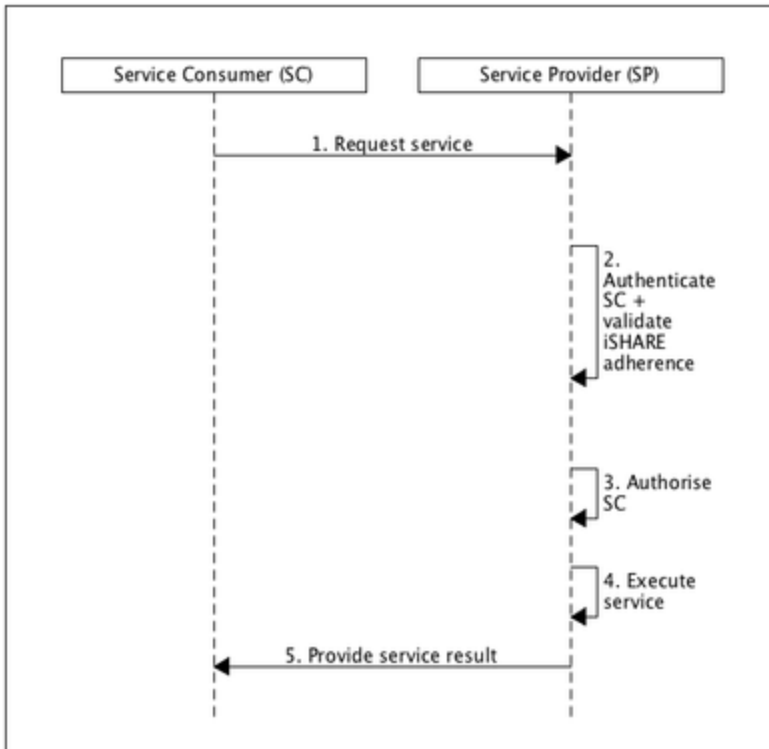 Service Consumer (SC)
Service Provider (SP)
1. Request service
2.
Authenticate
SC +
validate
iSHARE
adherence
3. Authorise
SC
4. Execute
service
5. Provide service result